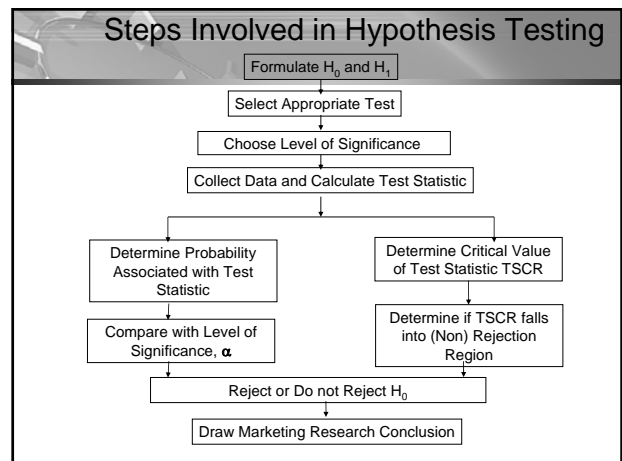 Steps Involved in Hypothesis Testing
Formulate H₀ and H₁
Select Appropriate Test
Choose Level of Significance
Collect Data and Calculate Test Statistic
Determine Probability
Associated with Test
Statistic
Compare with Level of
Significance, α
Determine Critical Value
of Test Statistic TSCR
Determine if TSCR falls
into (Non) Rejection
Region
Reject or Do not Reject H₀
Draw Marketing Research Conclusion